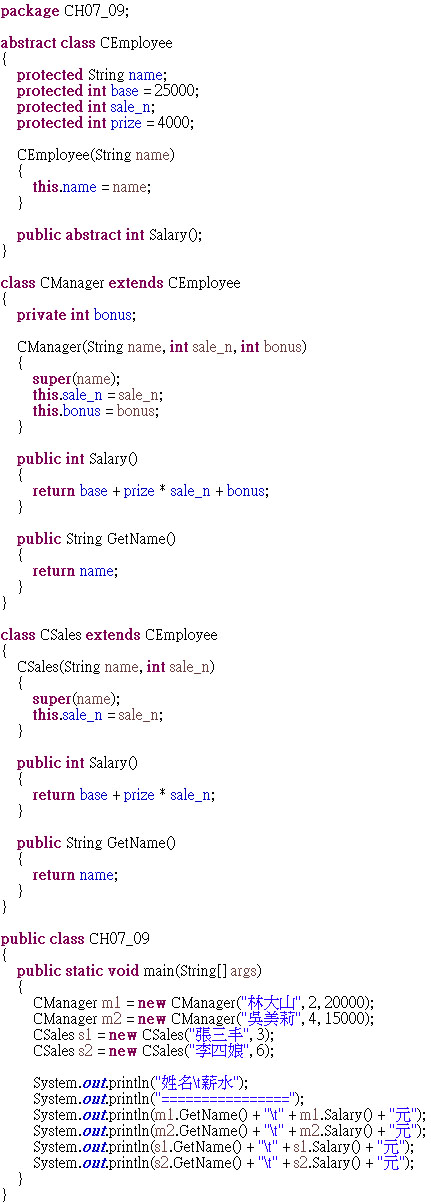 package CH07_09;
abstract class CEmployee
{
protected String name;
protected int base = 25000;
protected int sale_n;
protected int prize = 4000;
CEmployee(String name)
{
this.name = name;
}
public abstract int Salary();
}
class CManager extends CEmployee
{
private int bonus;
CManager(String name, int sale_n, int bonus)
{
super(name);
this.sale_n = sale_n;
this.bonus = bonus;
}
public int Salary()
{
return base + prize * sale_n + bonus;
}
public String GetName()
{
return name;
}
}
class CSales extends CEmployee
{
CSales(String name, int sale_n)
{
super(name);
this.sale_n = sale_n;
}
public int Salary()
{
return base + prize * sale_n;
}
public String GetName()
{
return name;
}
}
public class CH07_09
{
public static void main(String[] args)
{
CManager m1 = new CManager("林大山", 2, 20000);
CManager m2 = new CManager("吳美莉", 4, 15000);
CSales s1 = new CSales("張三丰", 3);
CSales s2 = new CSales("李四娘", 6);
System.out.println("姓名\t薪水");
System.out.println("================");
System.out.println(m1.GetName() + "\t" + m1.Salary() + "元");
System.out.println(m2.GetName() + "\t" + m2.Salary() + "元");
System.out.println(s1.GetName() + "\t" + s1.Salary() + "元");
System.out.println(s2.GetName() + "\t" + s2.Salary() + "元");
}
}